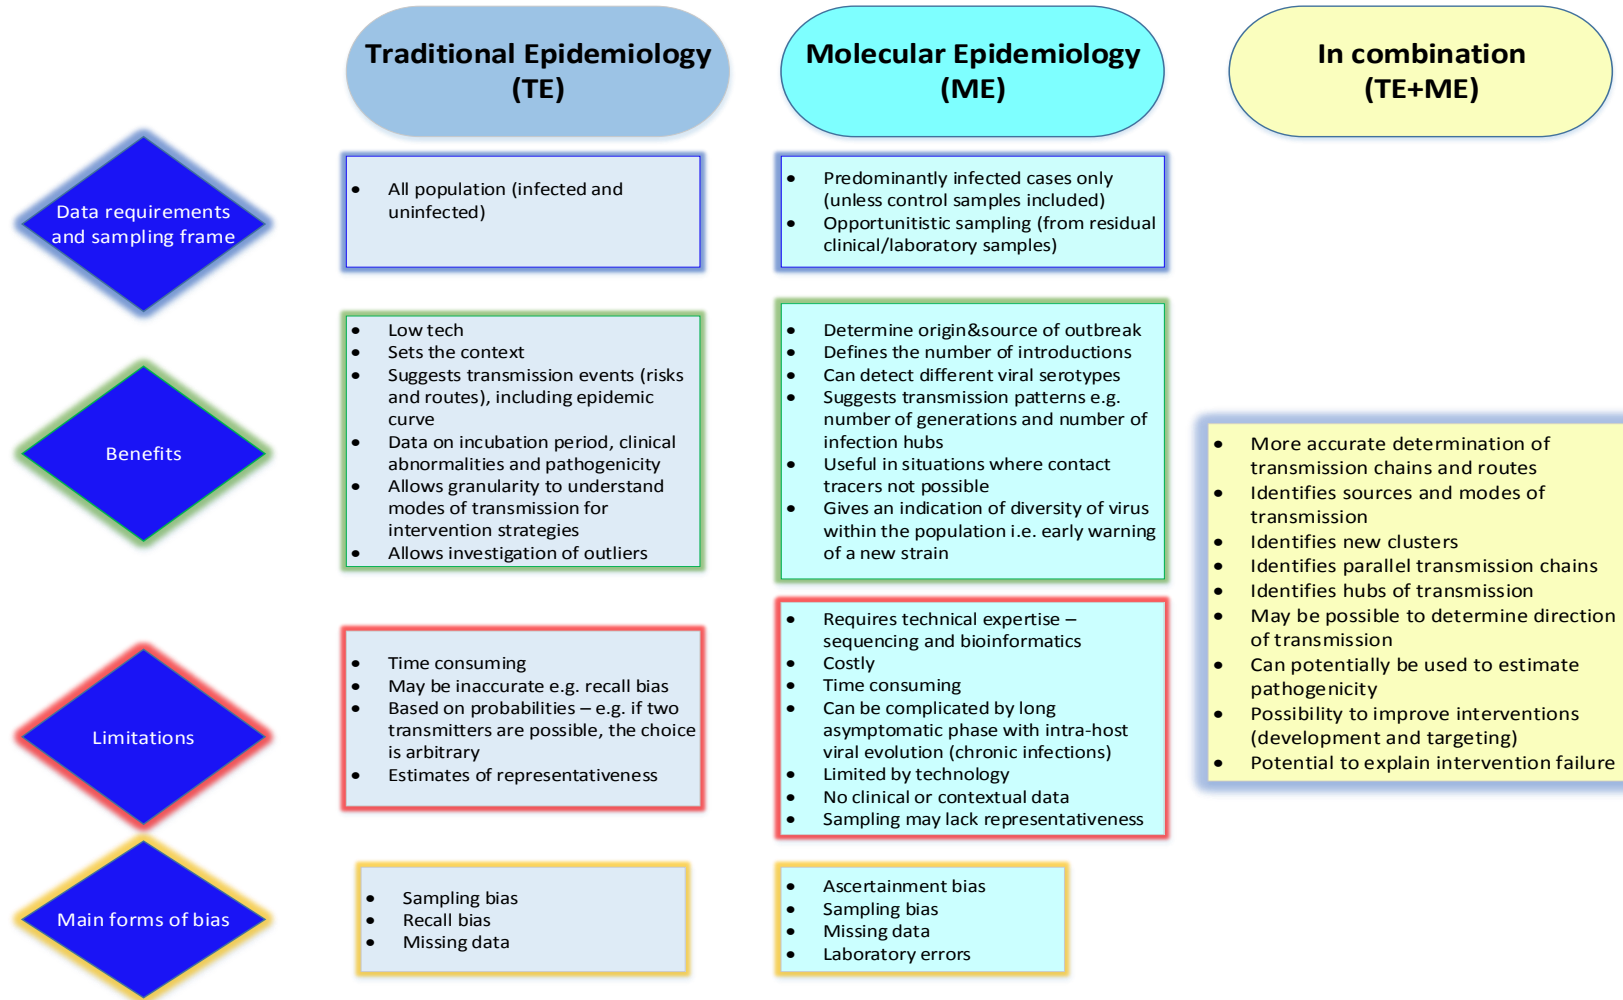 Traditional Epidemiology
(TE)
Molecular Epidemiology
(ME)
In combination
(TE+ME)
Data requirements
and sampling frame
• All population (infected and
uninfected)
• Predominantly infected cases only
(unless control samples included)
• Opportunitistic sampling (from residual
clinical/laboratory samples)
Benefits
• Low tech
• Sets the context
• Suggests transmission events (risks
and routes), including epidemic
curve
• Data on incubation period, clinical
abnormalities and pathogenicity
• Allows granularity to understand
modes of transmission for
intervention strategies
• Allows investigation of outliers
• Determine origin&source of outbreak
• Defines the number of introductions
• Can detect different viral serotypes
• Suggests transmission patterns e.g.
number of generations and number of
infection hubs
• Useful in situations where contact
tracers not possible
• Gives an indication of diversity of virus
within the population i.e. early warning
of a new strain
• More accurate determination of
transmission chains and routes
• Identifies sources and modes of
transmission
• Identifies new clusters
• Identifies parallel transmission chains
• Identifies hubs of transmission
• May be possible to determine direction
of transmission
• Can potentially be used to estimate
pathogenicity
• Possibility to improve interventions
(development and targeting)
• Potential to explain intervention failure
Limitations
• Time consuming
• May be inaccurate e.g. recall bias
• Based on probabilities – e.g. if two
transmitters are possible, the choice
is arbitrary
• Estimates of representativeness
• Requires technical expertise –
sequencing and bioinformatics
• Costly
• Time consuming
• Can be complicated by long
asymptomatic phase with intra-host
viral evolution (chronic infections)
• Limited by technology
• No clinical or contextual data
• Sampling may lack representativeness
Main forms of bias
• Sampling bias
• Recall bias
• Missing data
• Ascertainment bias
• Sampling bias
• Missing data
• Laboratory errors